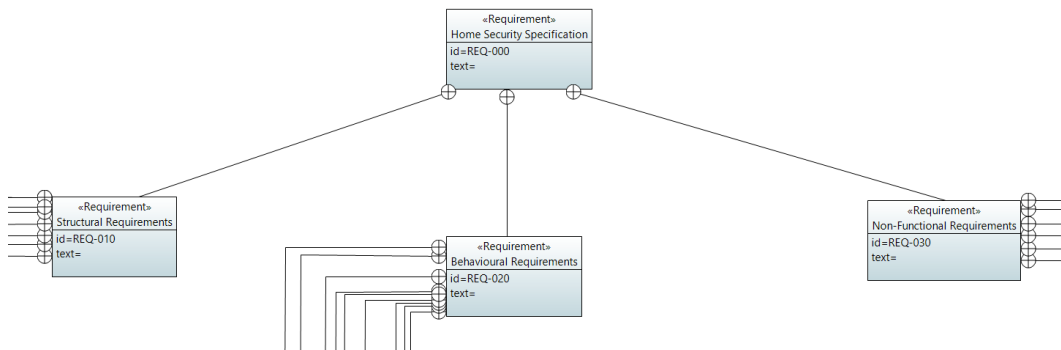 «Requirement»
Home Security Specification
id=REQ-000
text=
«Requirement»
Structural Requirements
id=REQ-010
text=
«Requirement»
Behavioural Requirements
id=REQ-020
text=
«Requirement»
Non-Functional Requirements
id=REQ-030
text=